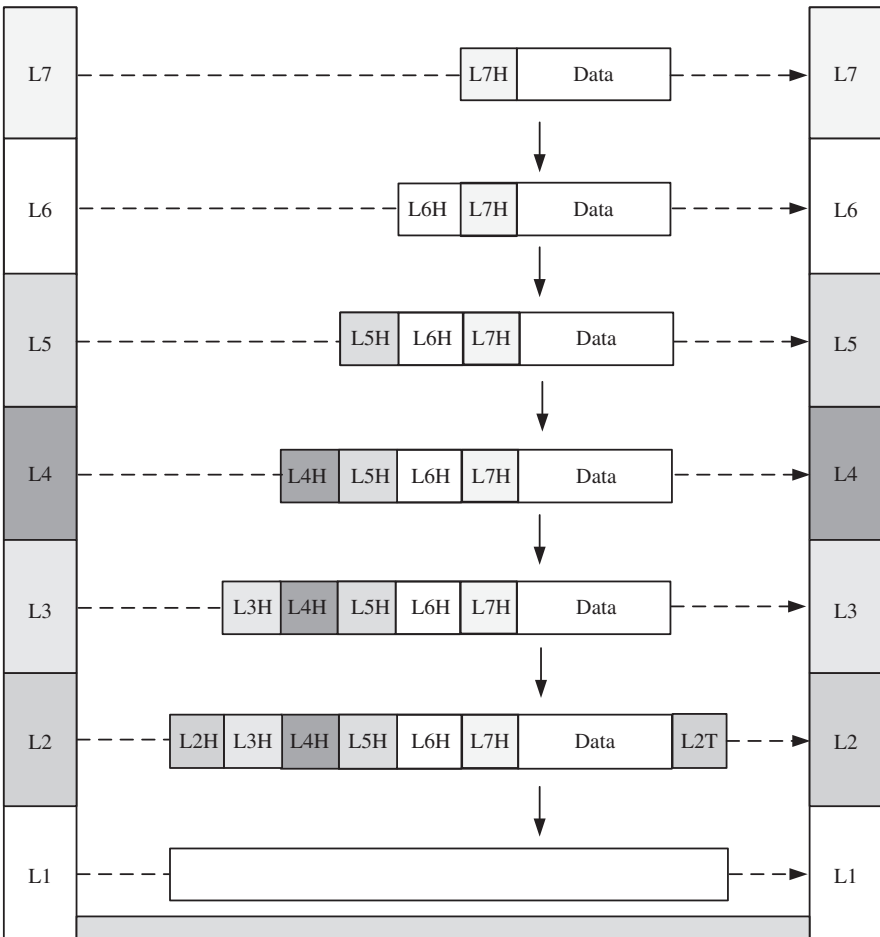 L7 L7H Data L7
L6 L6H L7H Data L6
L5 L5H L6H L7H Data L5
L4 L4H L5H L6H L7H Data L4
L3 L3H L4H L5H L6H L7H Data L3
L2 L2H L3H L4H L5H L6H L7H Data L2T L2
L1 L1